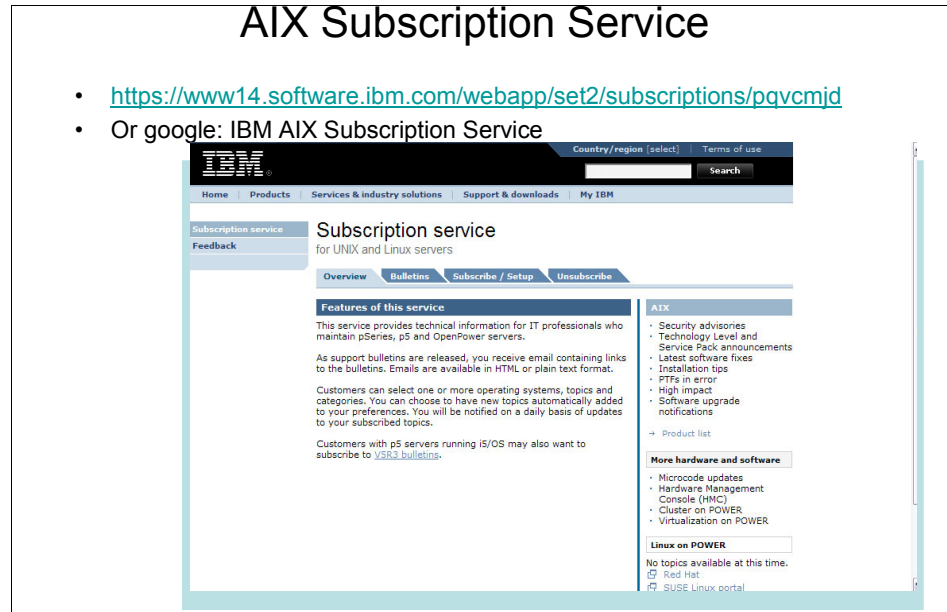 AIX Subscription Service
• https://www14.software.ibm.com/webapp/set2/subscriptions/pqvcmjd
• Or google: IBM AIX Subscription Service
Country/region [select] | Terms of use
IBM®
Search
Home | Products | Services & industry solutions | Support & downloads | My IBM
Subscription service
Feedback
Subscription service
for UNIX and Linux servers
Overview Bulletins Subscribe / Setup Unsubscribe
Features of this service
This service provides technical information for IT professionals who
maintain pSeries, p5 and OpenPower servers.
As support bulletins are released, you receive email containing links
to the bulletins. Emails are available in HTML or plain text format.
Customers can select one or more operating systems, topics and
categories. You can choose to have new topics automatically added
to your preferences. You will be notified on a daily basis of updates
to your subscribed topics.
Customers with p5 servers running i5/OS may also want to
subscribe to V5R3 bulletins.
AIX
· Security advisories
· Technology Level and
Service Pack announcements
· Latest software fixes
· Installation tips
· PTFs in error
· High impact
· Software upgrade
notifications
→ Product list
More hardware and software
· Microcode updates
· Hardware Management
Console (HMC)
· Cluster on POWER
· Virtualization on POWER
Linux on POWER
No topics available at this time.
Red Hat
SUSE Linux portal